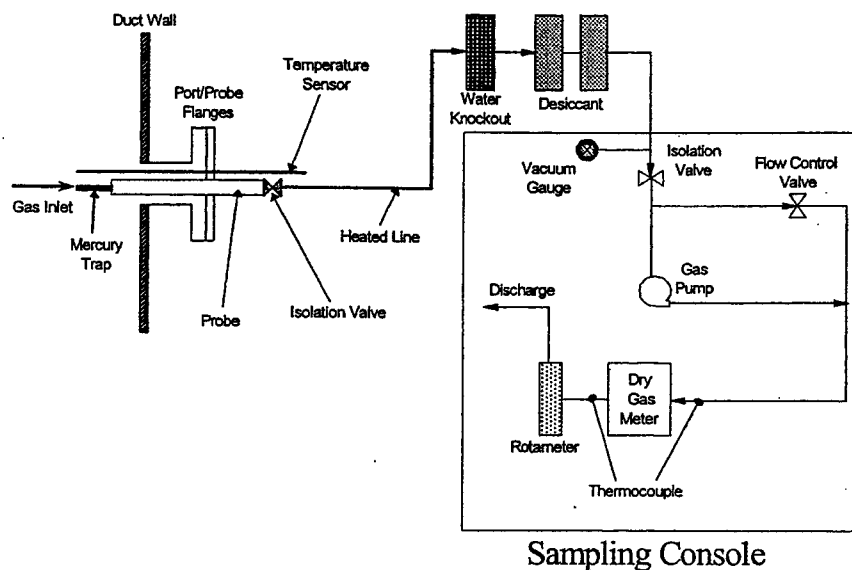 Duct Wall
Port/Probe
Flanges
Temperature
Sensor
Water
Knockout
Desiccant
Gas Inlet
Mercury
Trap
Probe
Isolation Valve
Heated Line
Vacuum
Gauge
Isolation
Valve
Flow Control
Valve
Gas
Pump
Discharge
Dry
Gas
Meter
Rotameter
Thermocouple
Sampling Console